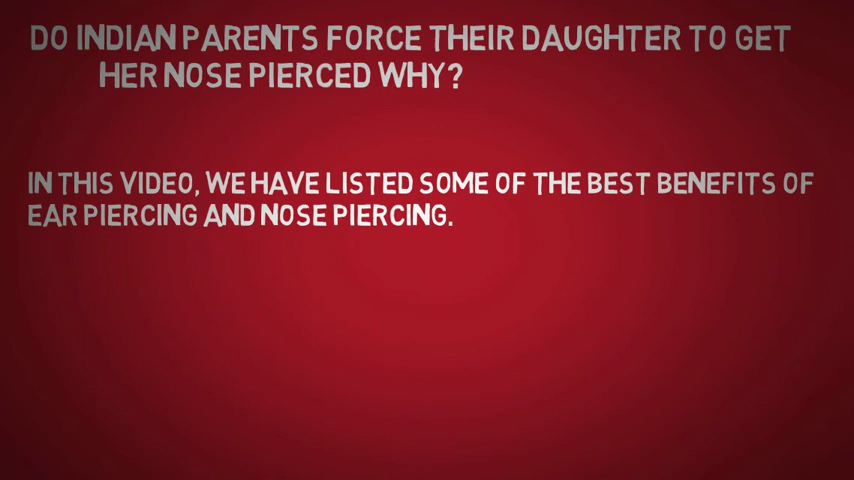 DO INDIAN PARENTS FORCE THEIR DAUGHTER TO GET
HER NOSE PIERCED WHY?
IN THIS VIDEO, WE HAVE LISTED SOME OF THE BEST BENEFITS OF
EAR PIERCING AND NOSE PIERCING.